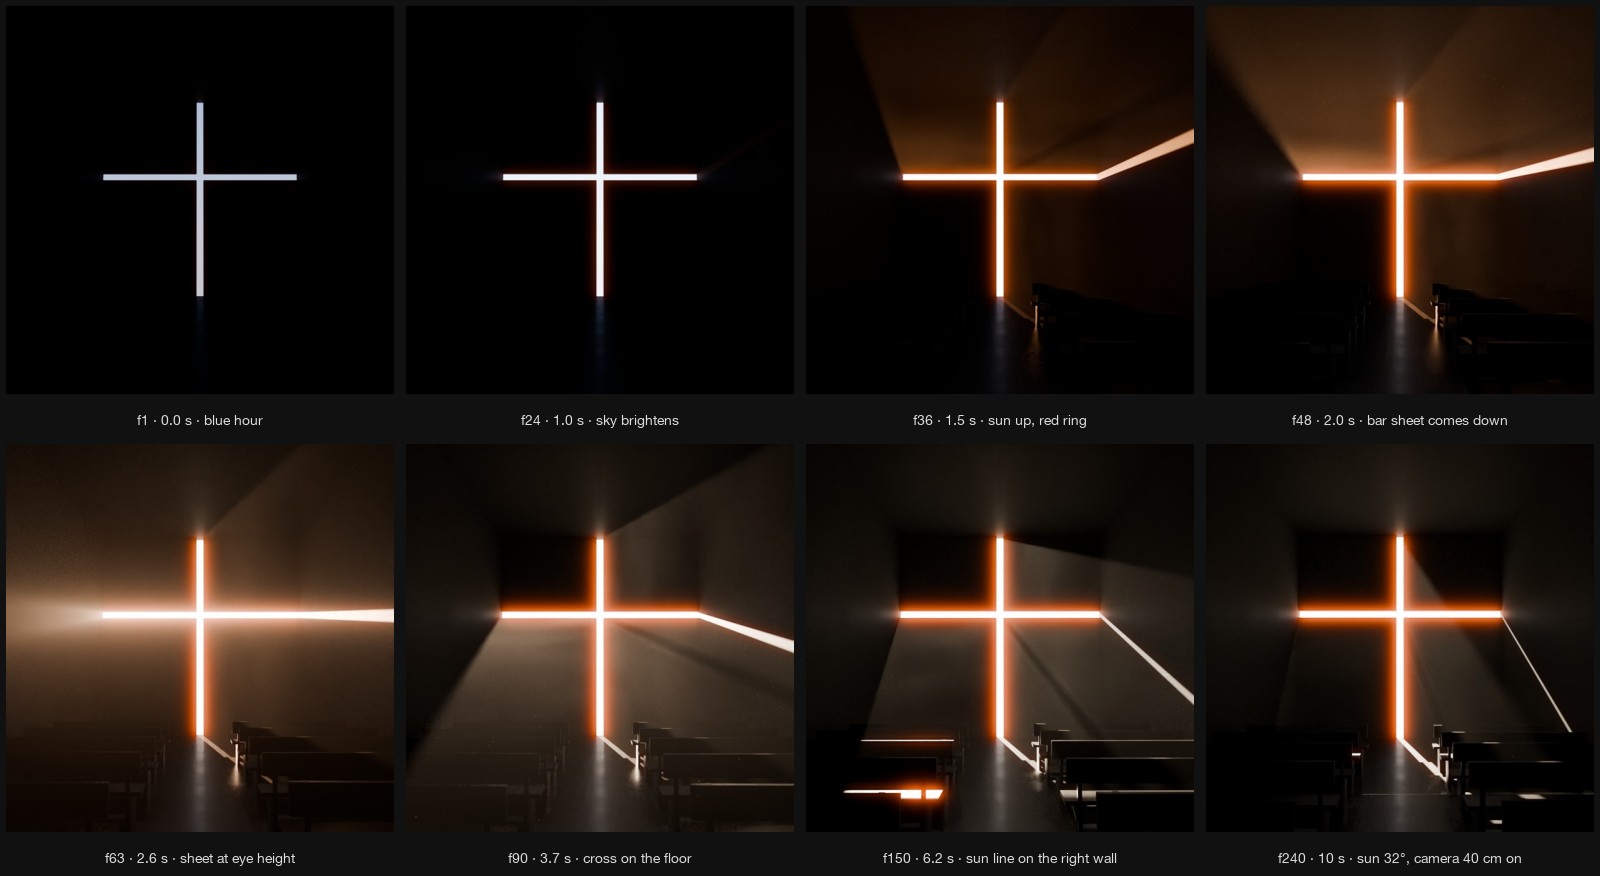 f1 · 0.0 s · blue hour
f24 · 1.0 s · sky brightens
f36 · 1.5 s · sun up, red ring
f48 · 2.0 s · bar sheet comes down
f63 · 2.6 s · sheet at eye height
f90 · 3.7 s · cross on the floor
f150 · 6.2 s · sun line on the right wall
f240 · 10 s · sun 32°, camera 40 cm on